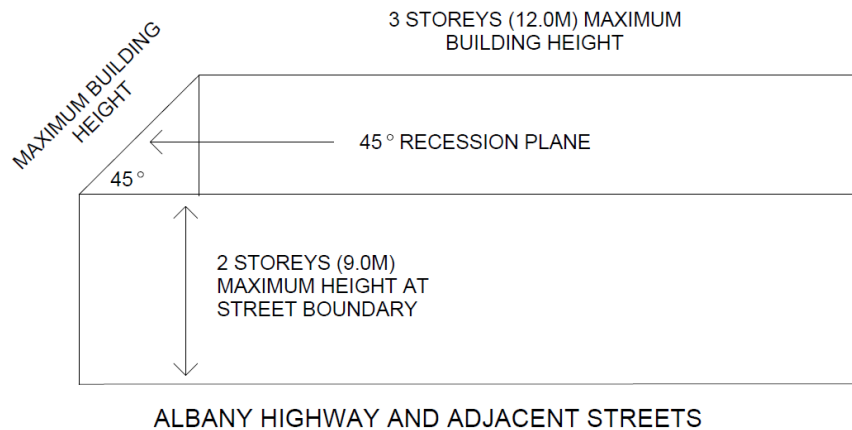 3 STOREYS (12.0M) MAXIMUM
BUILDING HEIGHT
MAXIMUM BUILDING
HEIGHT
45° RECESSION PLANE
45°
2 STOREYS (9.0M)
MAXIMUM HEIGHT AT
STREET BOUNDARY
ALBANY HIGHWAY AND ADJACENT STREETS